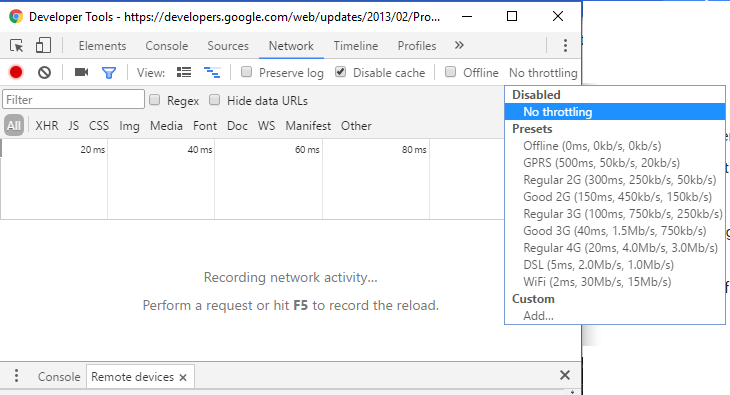 Developer Tools - https://developers.google.com/web/updates/2013/02/Pro...
Elements Console Sources Network Timeline Profiles »
View: Preserve log Disable cache Offline No throttling
Filter Regex Hide data URLs
All XHR JS CSS Img Media Font Doc WS Manifest Other
20 ms 40 ms 60 ms 80 ms
Disabled
No throttling
Presets
Offline (0ms, 0kb/s, 0kb/s)
GPRS (500ms, 50kb/s, 20kb/s)
Regular 2G (300ms, 250kb/s, 50kb/s)
Good 2G (150ms, 450kb/s, 150kb/s)
Regular 3G (100ms, 750kb/s, 250kb/s)
Good 3G (40ms, 1.5Mb/s, 750kb/s)
Regular 4G (20ms, 4.0Mb/s, 3.0Mb/s)
DSL (5ms, 2.0Mb/s, 1.0Mb/s)
WiFi (2ms, 30Mb/s, 15Mb/s)
Custom
Add...
Recording network activity...
Perform a request or hit F5 to record the reload.
Console Remote devices